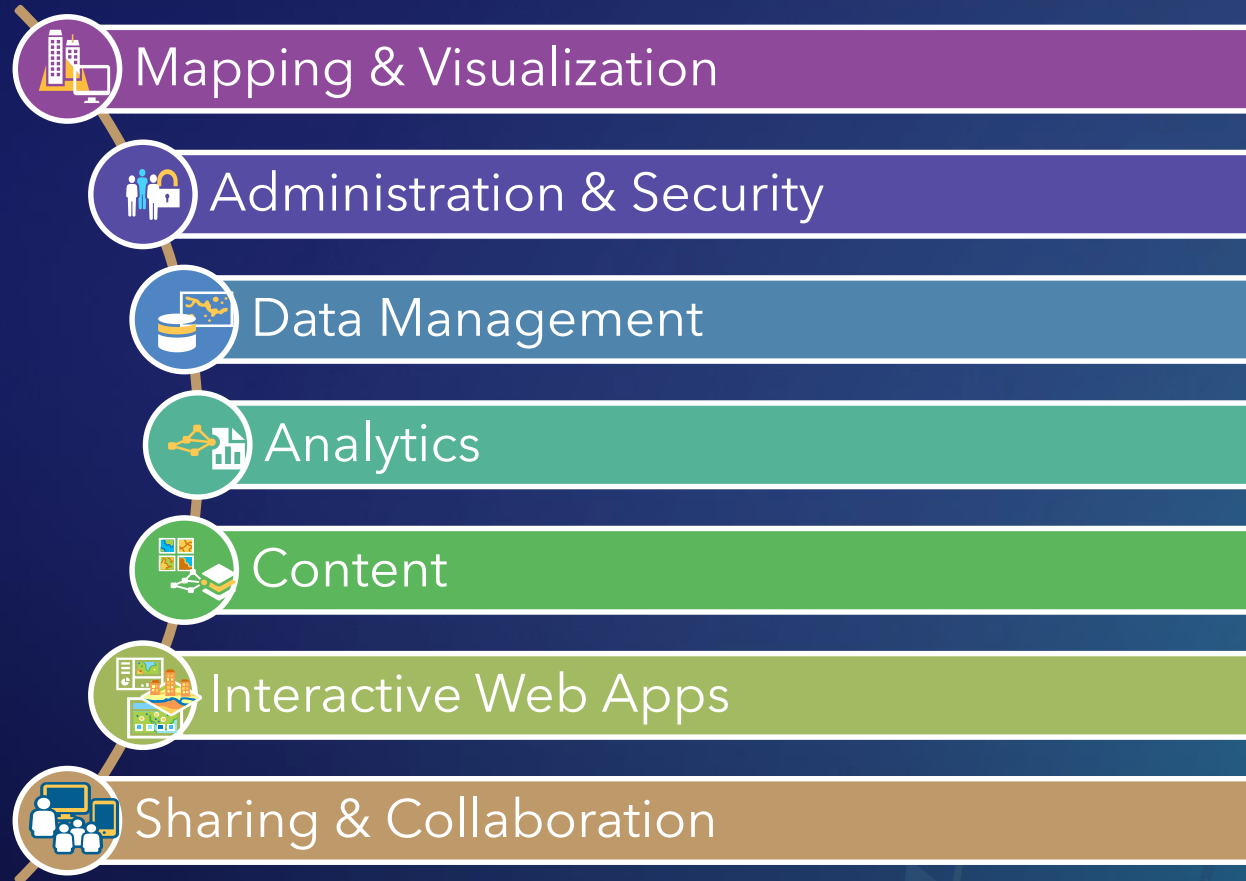 Mapping & Visualization
Administration & Security
Data Management
Analytics
Content
Interactive Web Apps
Sharing & Collaboration